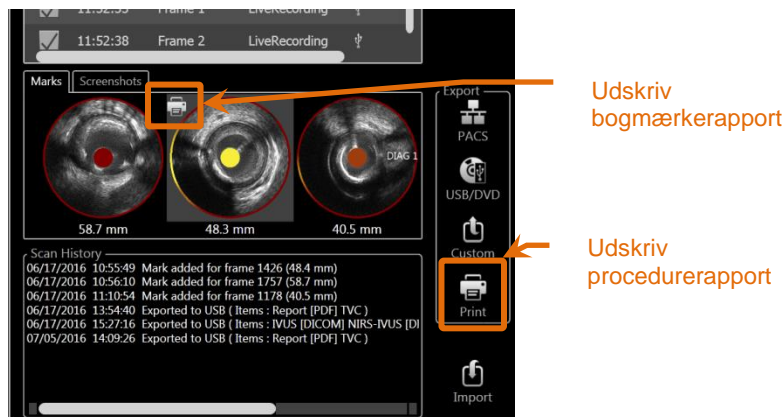 11:52:35 Frame 1 LiveRecording
11:52:38 Frame 2 LiveRecording
Marks Screenshots
DIAG 1
58.7 mm 48.3 mm 40.5 mm
Scan History
06/17/2016 10:55:49 Mark added for frame 1426 (48.4 mm)
06/17/2016 10:56:10 Mark added for frame 1757 (58.7 mm)
06/17/2016 11:10:54 Mark added for frame 1178 (40.5 mm)
06/17/2016 13:54:40 Exported to USB ( Items : Report [PDF] TVC )
06/17/2016 15:27:16 Exported to USB ( Items : IVUS [DICOM] NIRS-IVUS [DI
07/05/2016 14:09:26 Exported to USB ( Items : Report [PDF] TVC )
Export
PACS
USB/DVD
Custom
Print
Import
Udskriv
bogmærkerapport
Udskriv
procedurerapport